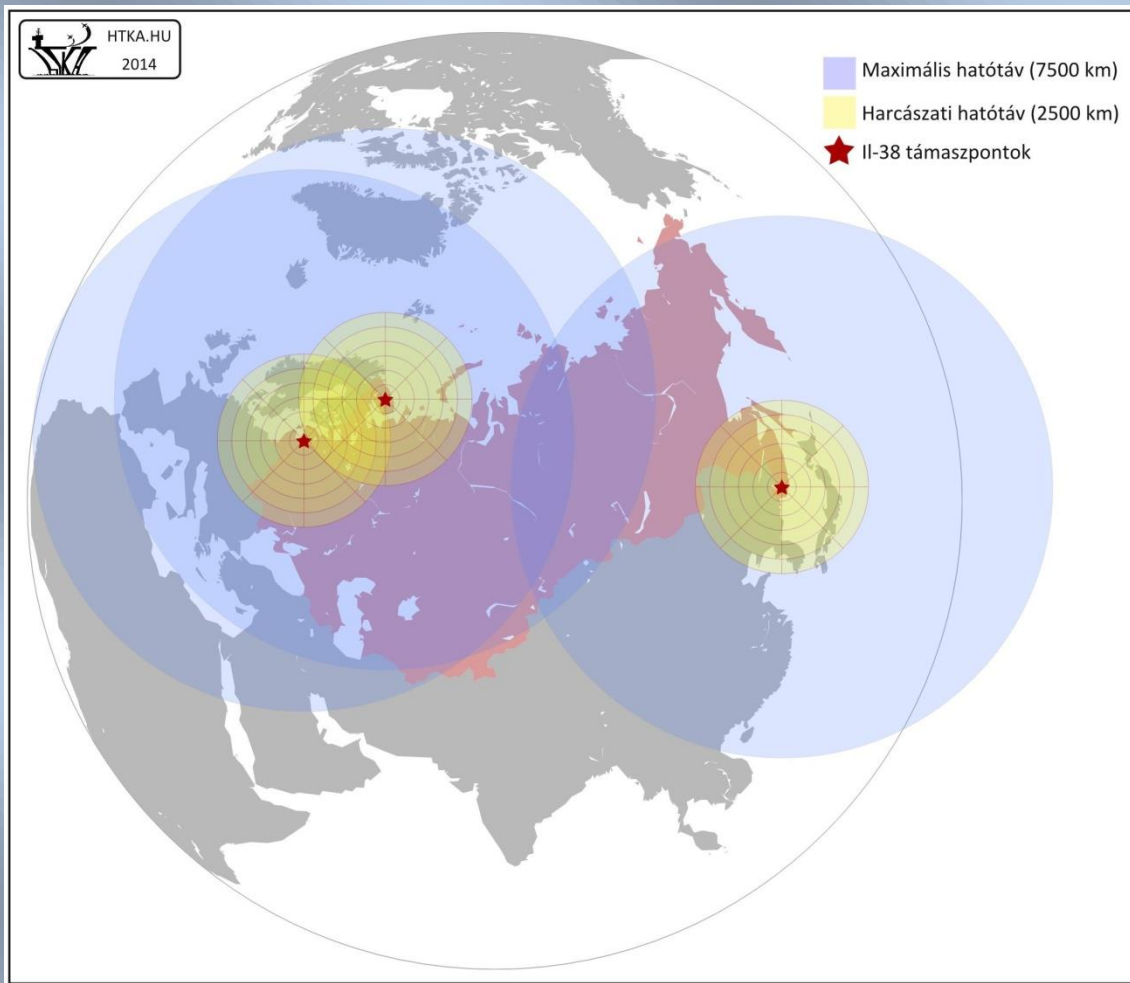 HTKA.HU
2014
Maximális hatótáv (7500 km)
Harcászati hatótáv (2500 km)
Il-38 támaszpontok